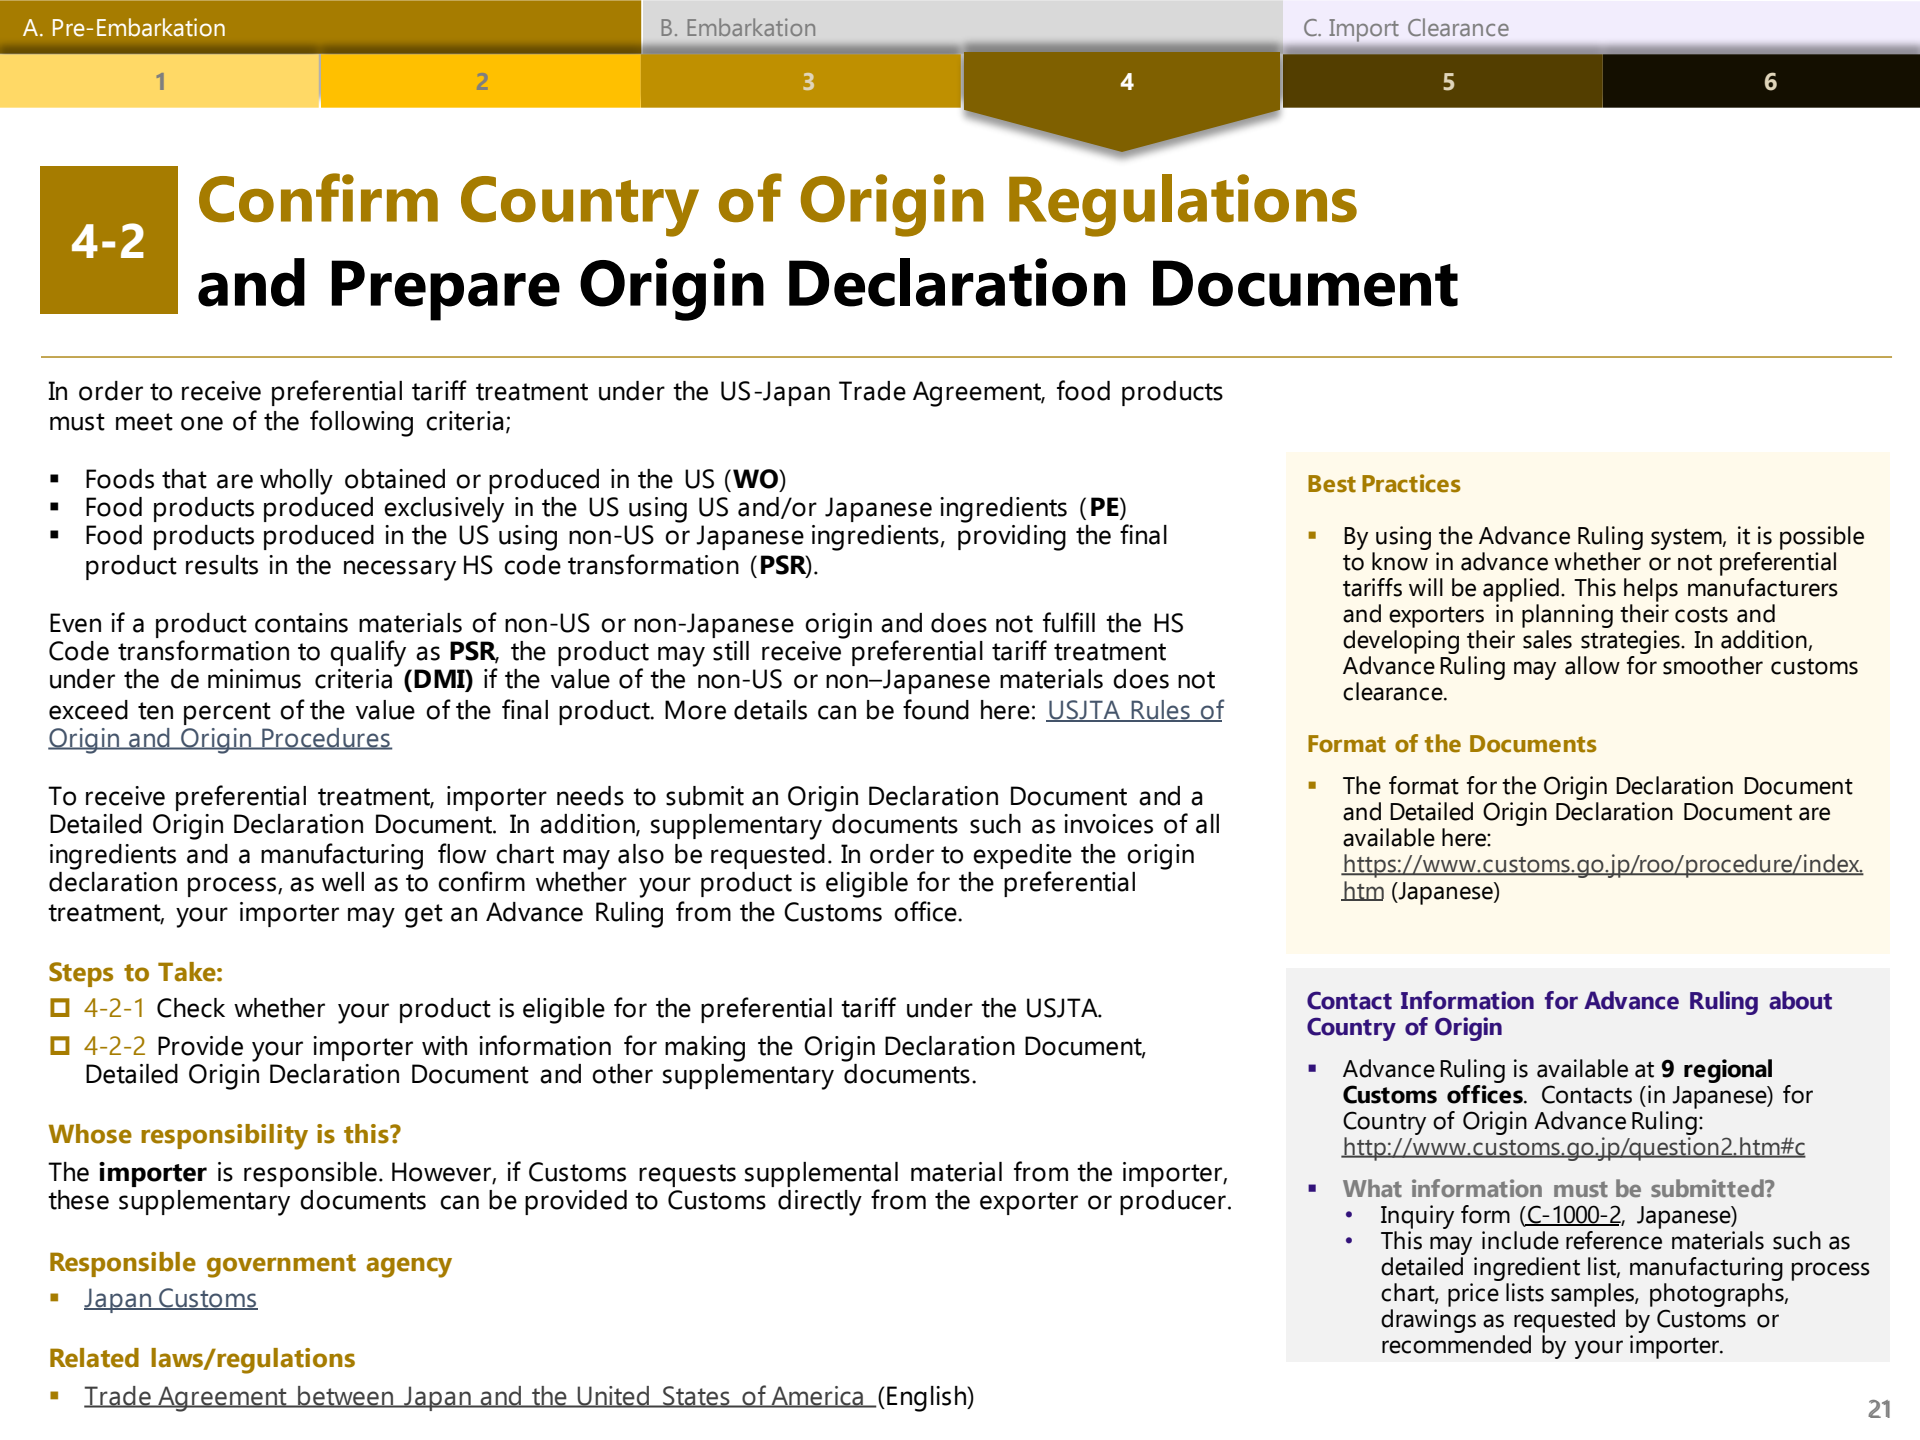 A. Pre-Embarkation
B. Embarkation
C. Import Clearance
1
2
3
4
5
6
4-2
Confirm Country of Origin Regulations
and Prepare Origin Declaration Document
In order to receive preferential tariff treatment under the US-Japan Trade Agreement, food products
must meet one of the following criteria;
▪ Foods that are wholly obtained or produced in the US (WO)
▪ Food products produced exclusively in the US using US and/or Japanese ingredients (PE)
▪ Food products produced in the US using non-US or Japanese ingredients, providing the final
product results in the necessary HS code transformation (PSR).
Even if a product contains materials of non-US or non-Japanese origin and does not fulfill the HS
Code transformation to qualify as PSR, the product may still receive preferential tariff treatment
under the de minimus criteria (DMI) if the value of the non-US or non–Japanese materials does not
exceed ten percent of the value of the final product. More details can be found here: USJTA Rules of
Origin and Origin Procedures
To receive preferential treatment, importer needs to submit an Origin Declaration Document and a
Detailed Origin Declaration Document. In addition, supplementary documents such as invoices of all
ingredients and a manufacturing flow chart may also be requested. In order to expedite the origin
declaration process, as well as to confirm whether your product is eligible for the preferential
treatment, your importer may get an Advance Ruling from the Customs office.
Steps to Take:
4-2-1 Check whether your product is eligible for the preferential tariff under the USJTA.
4-2-2 Provide your importer with information for making the Origin Declaration Document,
Detailed Origin Declaration Document and other supplementary documents.
Whose responsibility is this?
The importer is responsible. However, if Customs requests supplemental material from the importer,
these supplementary documents can be provided to Customs directly from the exporter or producer.
Responsible government agency
▪ Japan Customs
Related laws/regulations
▪ Trade Agreement between Japan and the United States of America (English)
Best Practices
▪ By using the Advance Ruling system, it is possible
to know in advance whether or not preferential
tariffs will be applied. This helps manufacturers
and exporters in planning their costs and
developing their sales strategies. In addition,
Advance Ruling may allow for smoother customs
clearance.
Format of the Documents
▪ The format for the Origin Declaration Document
and Detailed Origin Declaration Document are
available here:
https://www.customs.go.jp/roo/procedure/index.
htm (Japanese)
Contact Information for Advance Ruling about
Country of Origin
▪ Advance Ruling is available at 9 regional
Customs offices. Contacts (in Japanese) for
Country of Origin Advance Ruling:
http://www.customs.go.jp/question2.htm#c
▪ What information must be submitted?
• Inquiry form (C-1000-2, Japanese)
• This may include reference materials such as
detailed ingredient list, manufacturing process
chart, price lists samples, photographs,
drawings as requested by Customs or
recommended by your importer.
21